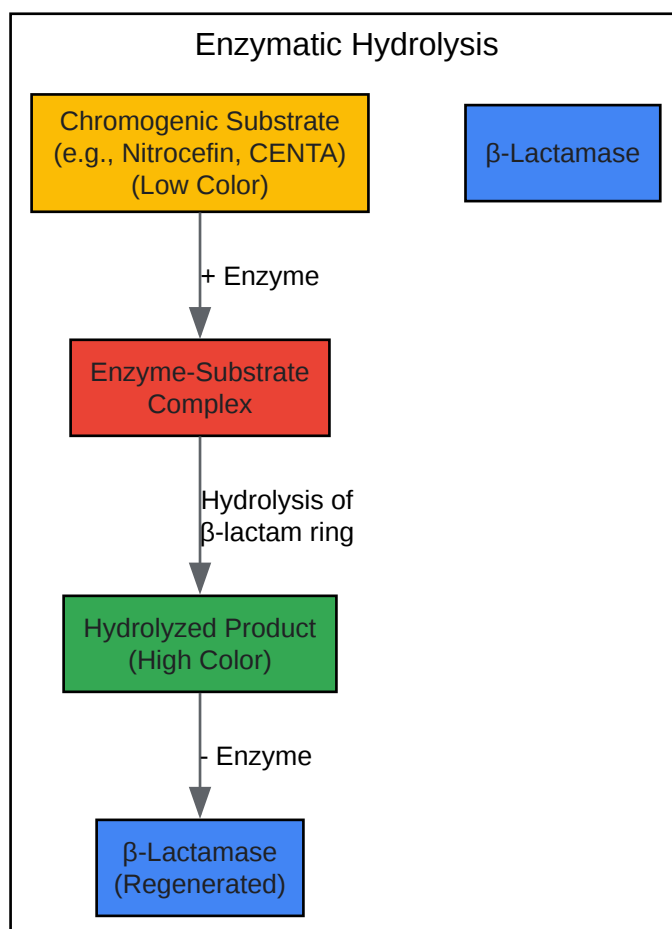 Enzymatic Hydrolysis
Chromogenic Substrate
(e.g., Nitrocefin, CENTA)
(Low Color)
β-Lactamase
+ Enzyme
Enzyme-Substrate
Complex
Hydrolysis of
β-lactam ring
Hydrolyzed Product
(High Color)
- Enzyme
β-Lactamase
(Regenerated)